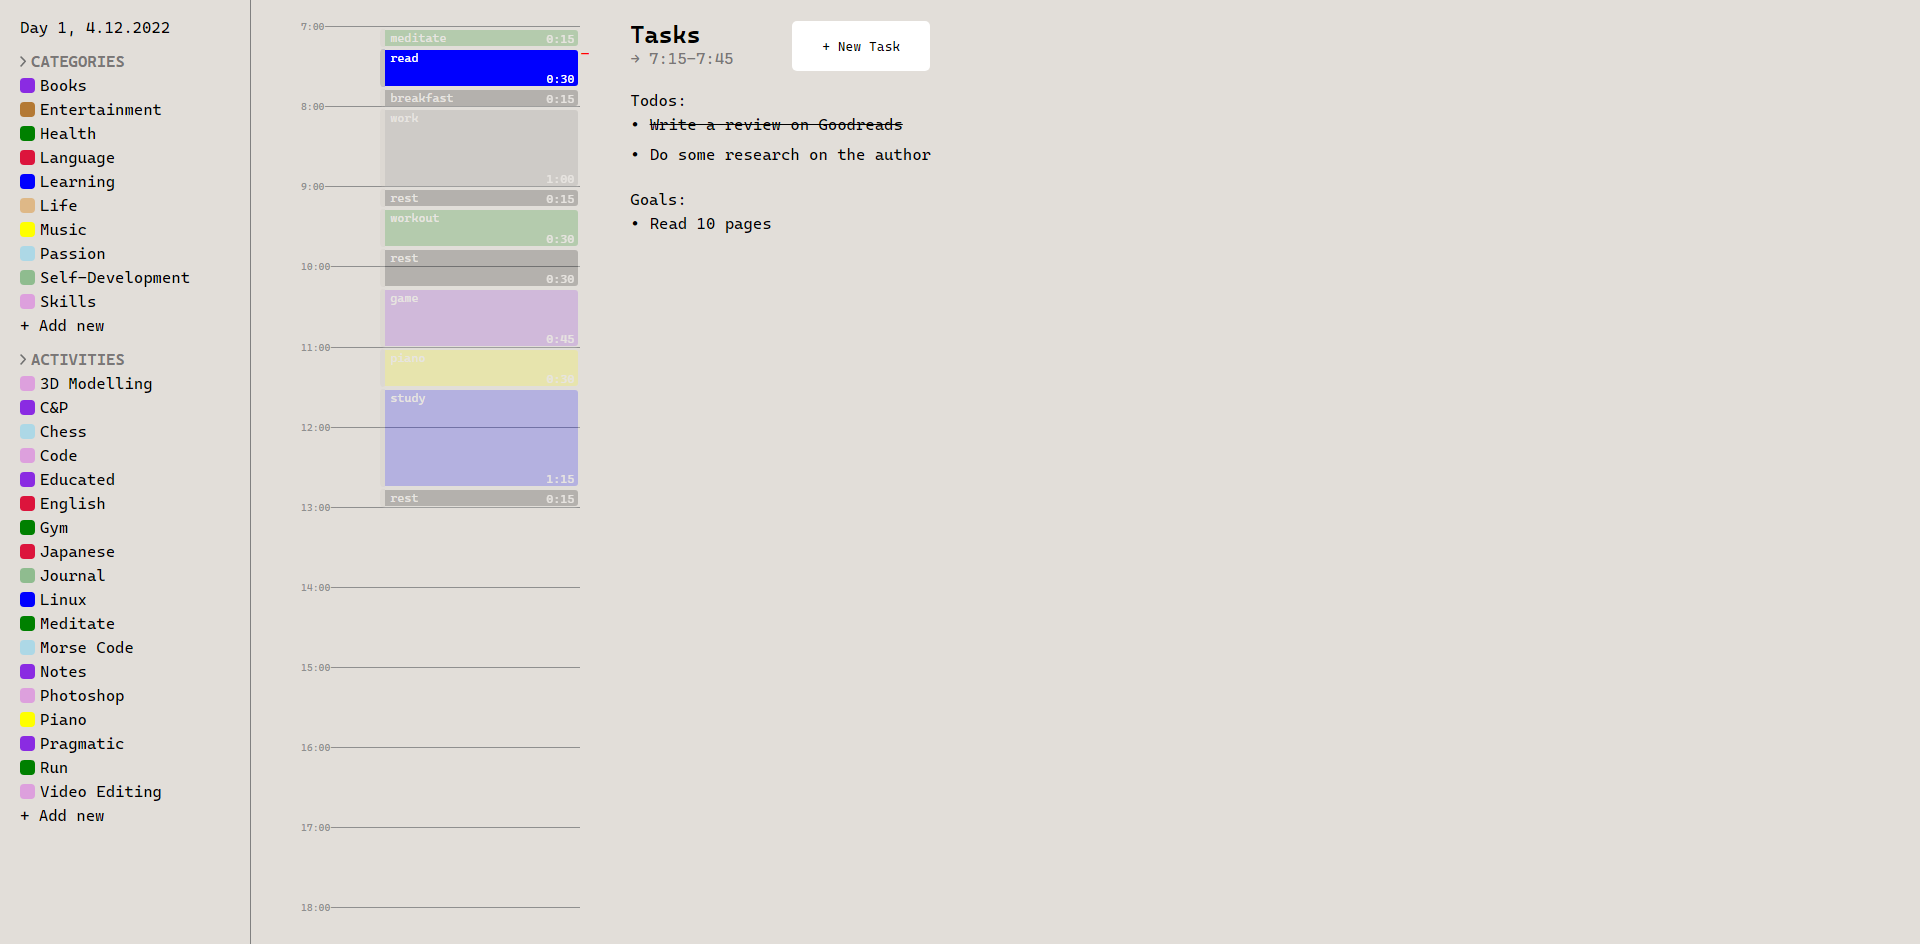 Day 1, 4.12.2022
CATEGORIES
Books
Entertainment
Health
Language
Learning
Life
Music
Passion
Self-Development
Skills
+ Add new
ACTIVITIES
3D Modelling
C&P
Chess
Code
Educated
English
Gym
Japanese
Journal
Linux
Meditate
Morse Code
Notes
Photoshop
Piano
Pragmatic
Run
Video Editing
+ Add new
7:00
meditate 0:15
read
0:30
breakfast 0:15
8:00
work
1:00
9:00
rest 0:15
workout
0:30
rest
10:00
0:30
game
0:45
11:00
piano
0:30
study
12:00
1:15
rest 0:15
13:00
14:00
15:00
16:00
17:00
18:00
Tasks
→ 7:15–7:45
+ New Task
Todos:
• Write a review on Goodreads
• Do some research on the author
Goals:
• Read 10 pages